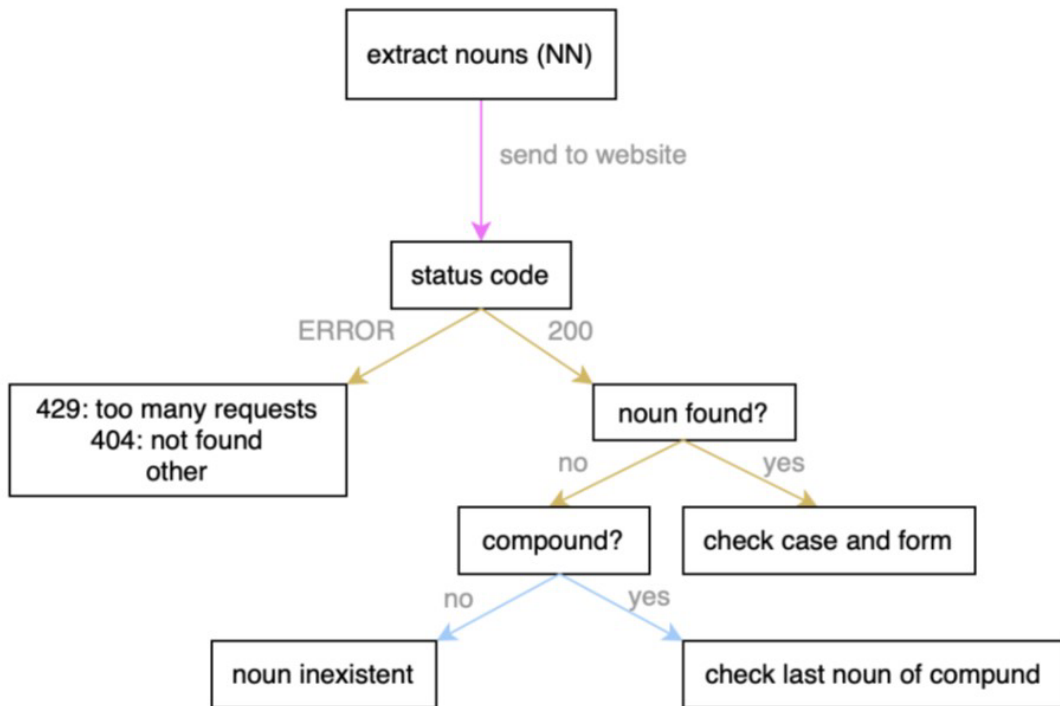 extract nouns (NN)
send to website
status code
ERROR
200
429: too many requests
404: not found
other
noun found?
no
yes
compound?
check case and form
no
yes
noun inexistent
check last noun of compund